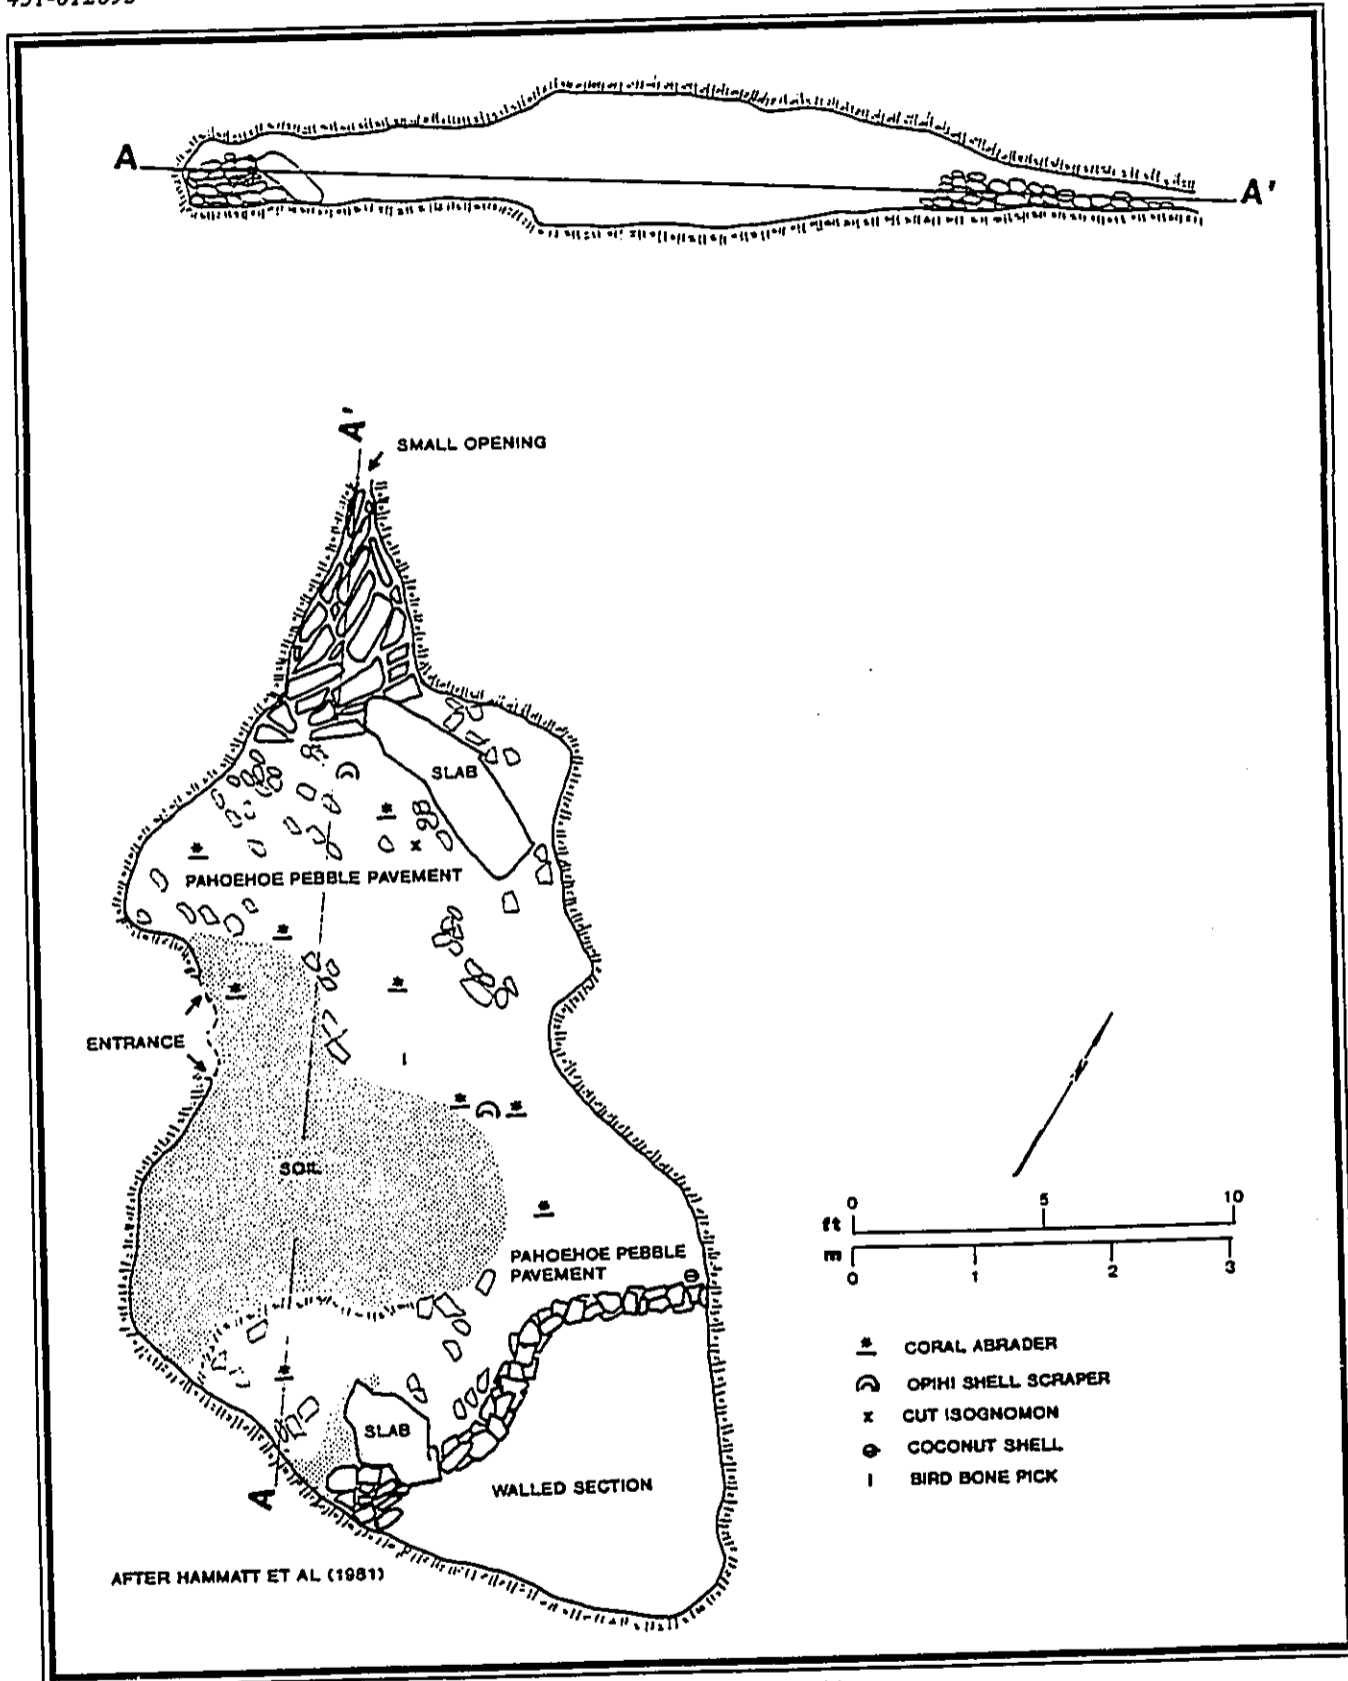 A
A'
A'
SMALL OPENING
SLAB
PAHOEHOE PEBBLE PAVEMENT
ENTRANCE
SOIL
PAHOEHOE PEBBLE
PAVEMENT
SLAB
WALLED SECTION
A
AFTER HAMMATT ET AL (1981)
0 5 10
ft
m
0 1 2 3
* CORAL ABRADER
OPIHI SHELL SCRAPER
x CUT ISOGNOMON
COCONUT SHELL
I BIRD BONE PICK